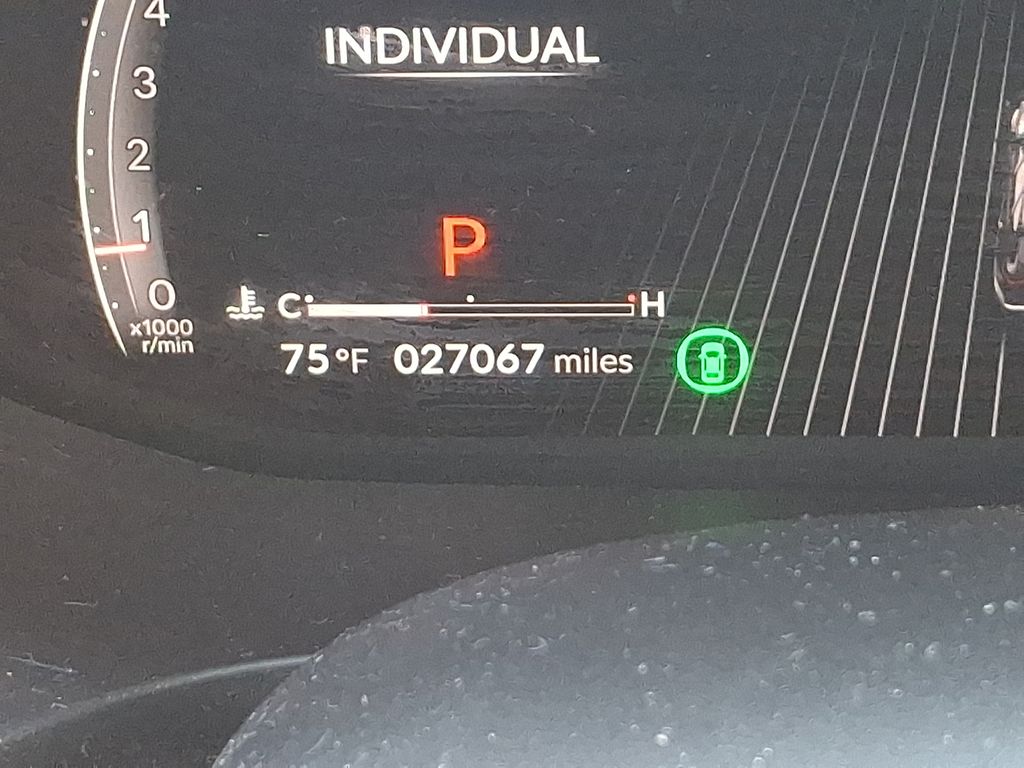 4
INDIVIDUAL
3
2
1
P
0
C H
x1000
r/min
75 °F 027067 miles